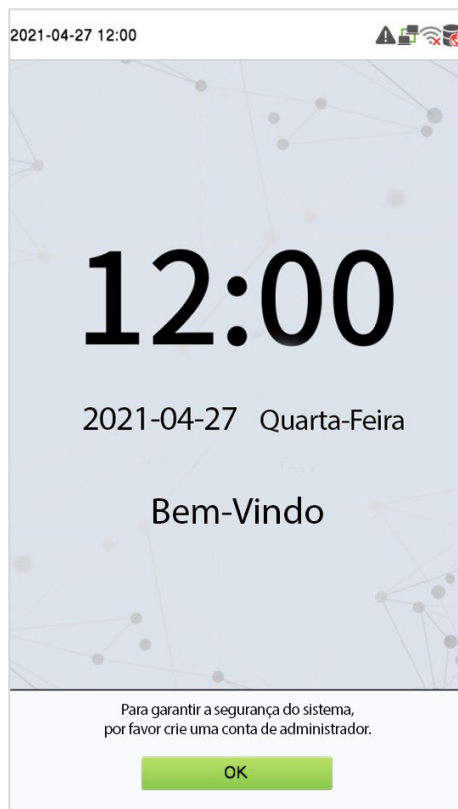 2021-04-27 12:00
12:00
2021-04-27 Quarta-Feira
Bem-Vindo
Para garantir a segurança do sistema,
por favor crie uma conta de administrador.
OK